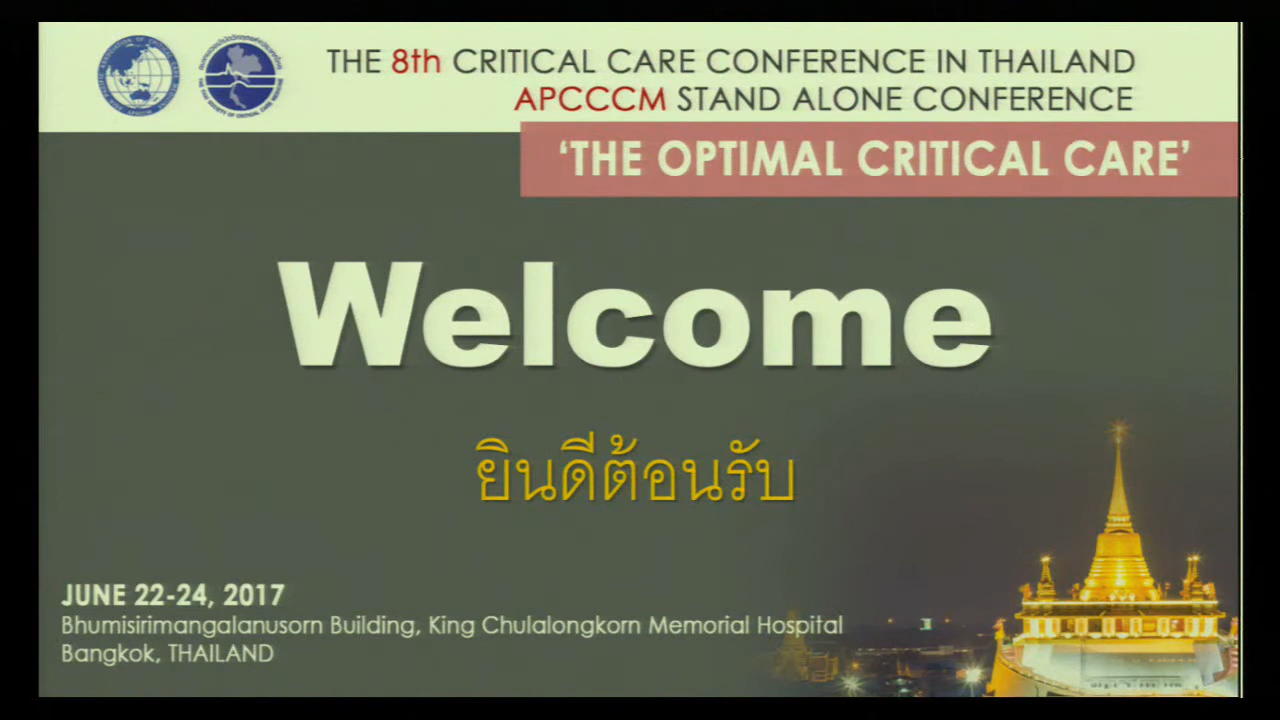 THE 8th CRITICAL CARE CONFERENCE IN THAILAND
APCCCM STAND ALONE CONFERENCE
‘THE OPTIMAL CRITICAL CARE’
Welcome
ยินดีต้อนรับ
JUNE 22-24, 2017
Bhumisirimangalanusorn Building, King Chulalongkorn Memorial Hospital
Bangkok, THAILAND